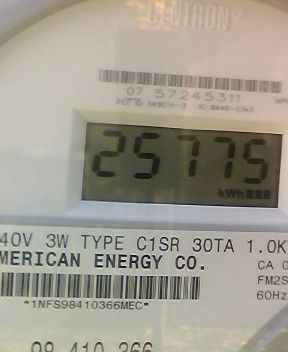 CENTRON
07 57245311
25775
kWh
40V 3W TYPE C1SR 30TA 1.0K
MERICAN ENERGY CO.
CA 0
FM2S
60Hz
*1NFS98410366MEC*
98 410 366